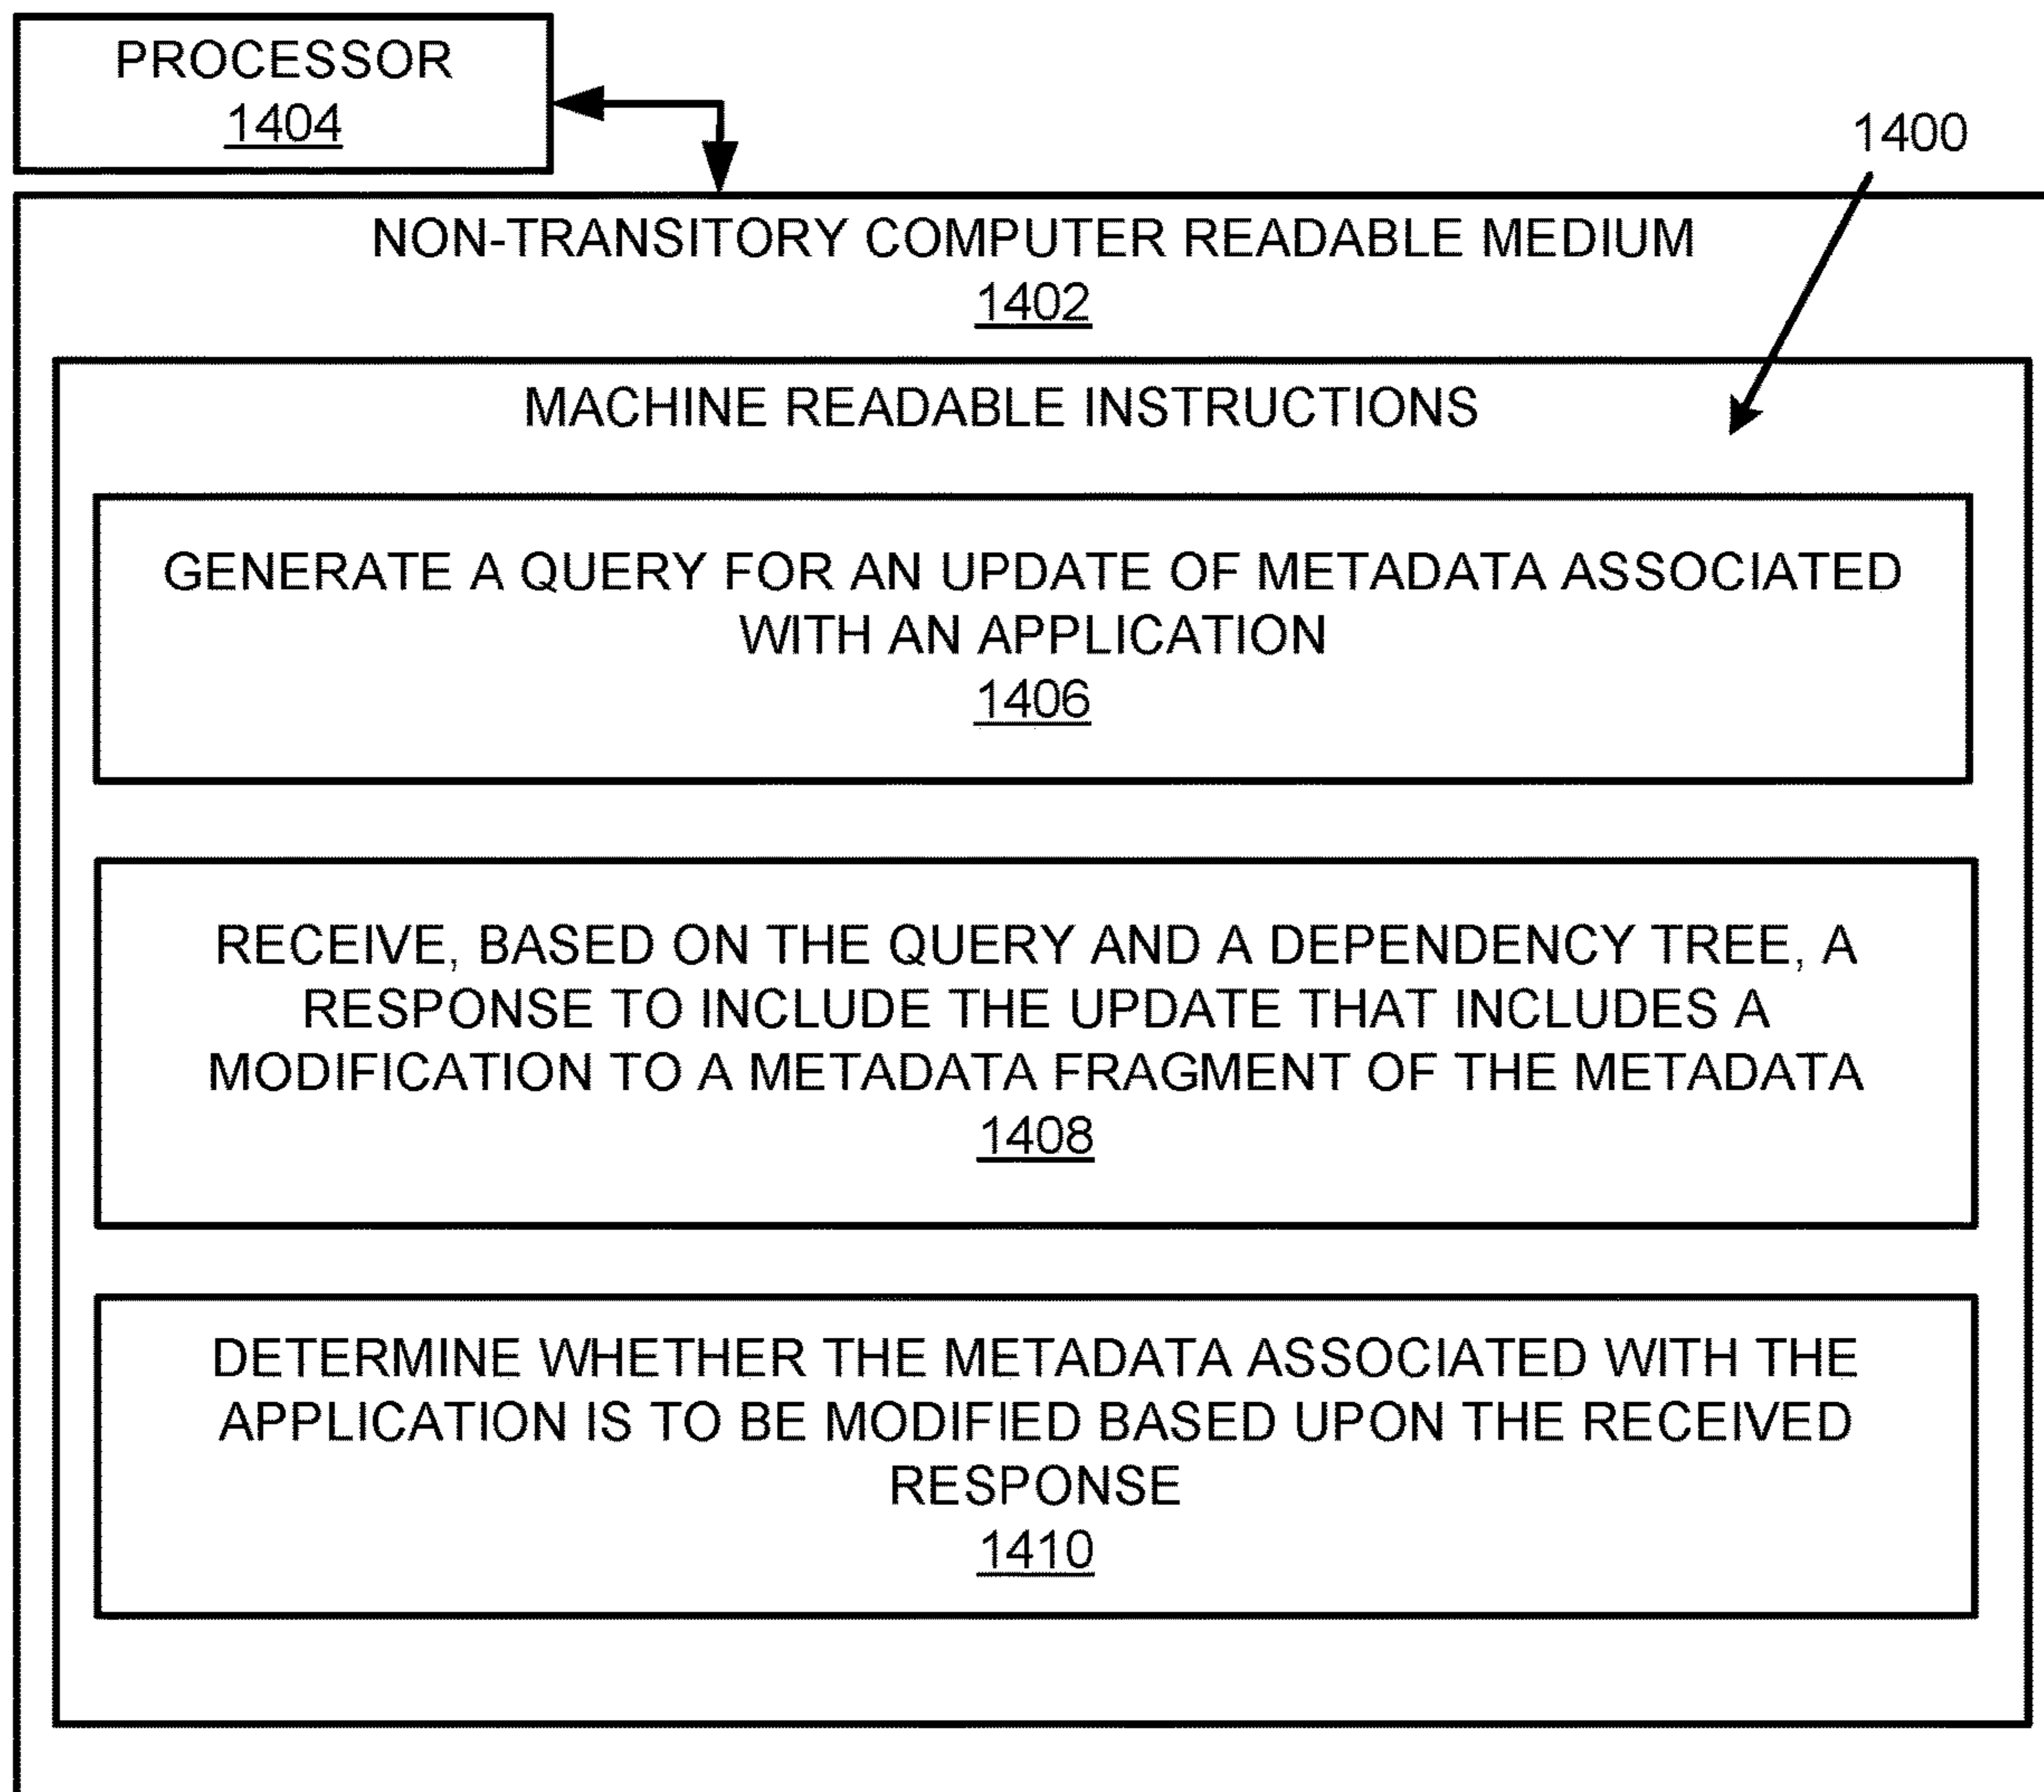 PROCESSOR
1404
1400
NON-TRANSITORY COMPUTER READABLE MEDIUM
1402
MACHINE READABLE INSTRUCTIONS
GENERATE A QUERY FOR AN UPDATE OF METADATA ASSOCIATED
WITH AN APPLICATION
1406
RECEIVE, BASED ON THE QUERY AND A DEPENDENCY TREE, A
RESPONSE TO INCLUDE THE UPDATE THAT INCLUDES A
MODIFICATION TO A METADATA FRAGMENT OF THE METADATA
1408
DETERMINE WHETHER THE METADATA ASSOCIATED WITH THE
APPLICATION IS TO BE MODIFIED BASED UPON THE RECEIVED
RESPONSE
1410